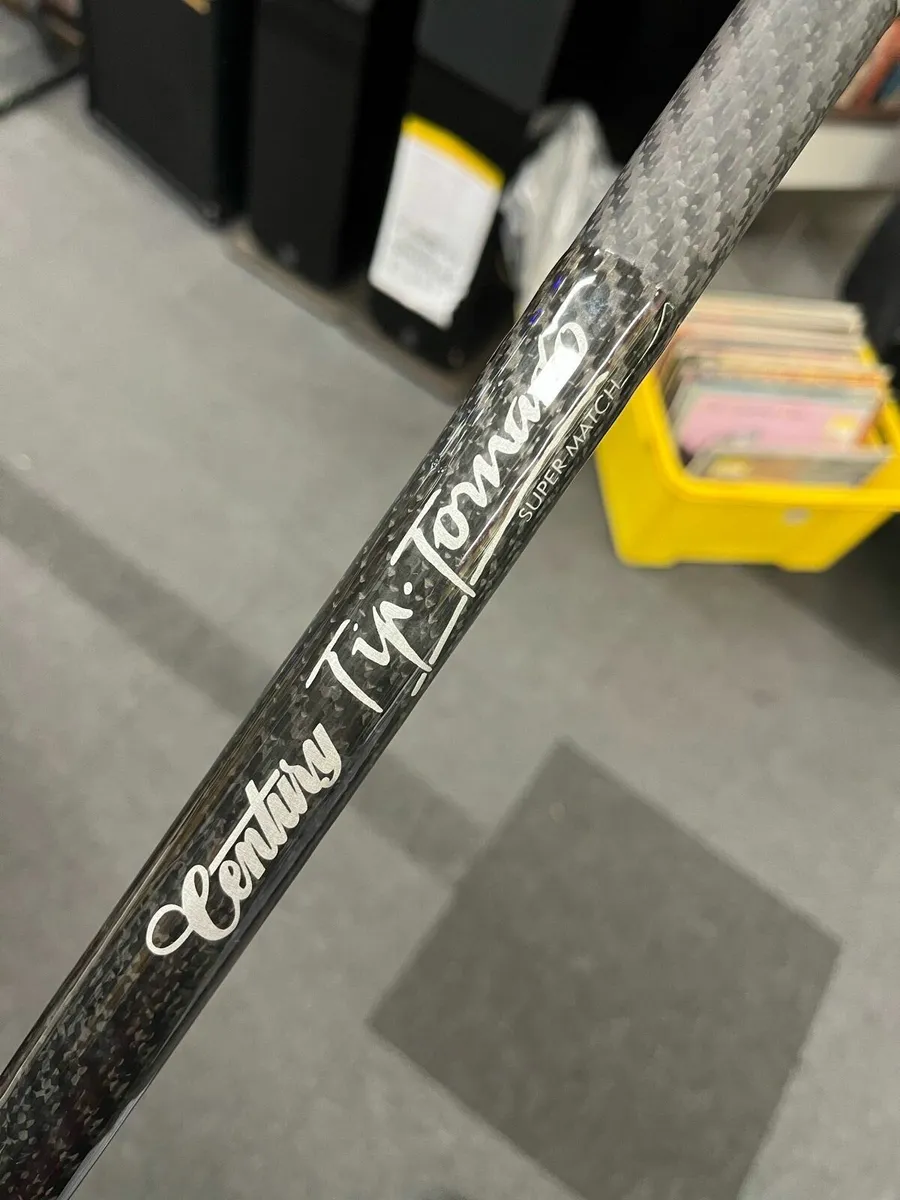 Century Tip·Tornado
SUPER-MATCH